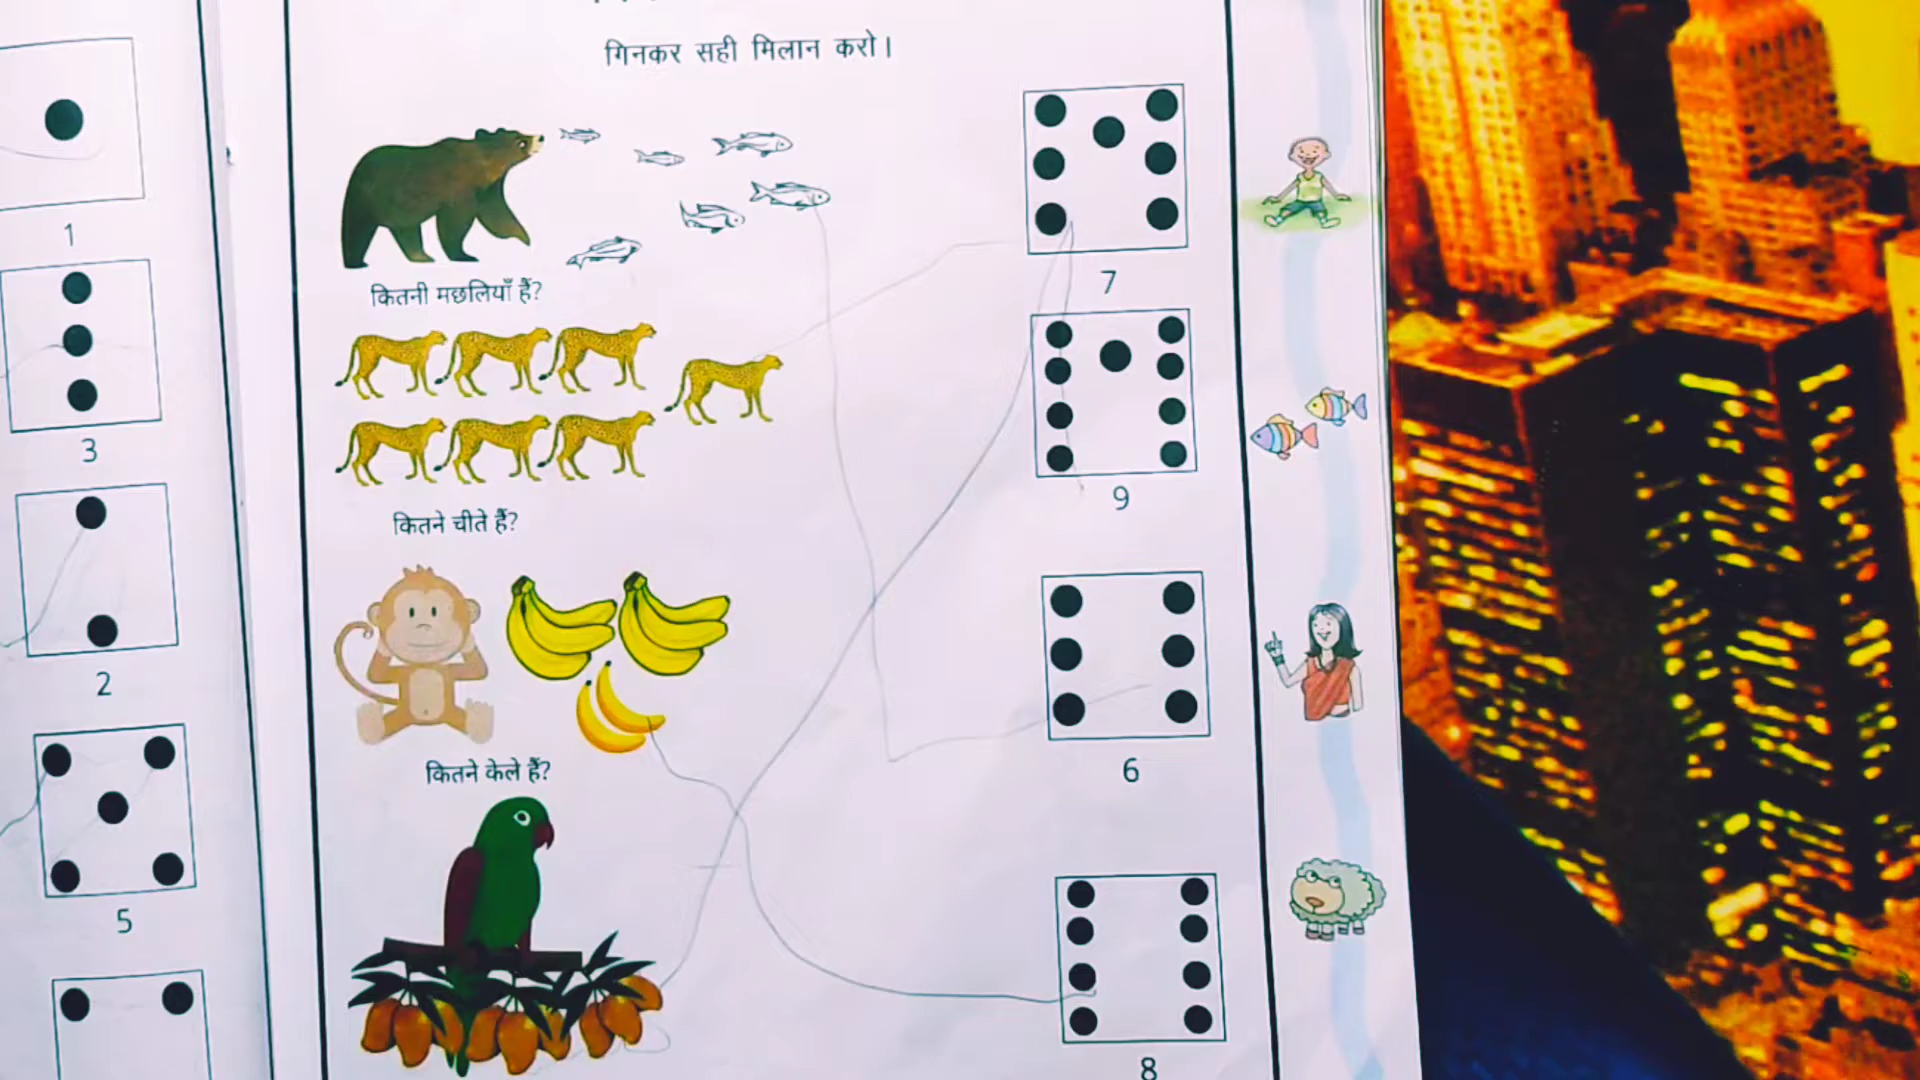 गिनकर सही मिलान करो।
1
3
2
5
कितनी मछलियाँ हैं?
कितने चीते हैं?
कितने केले हैं?
7
9
6
8